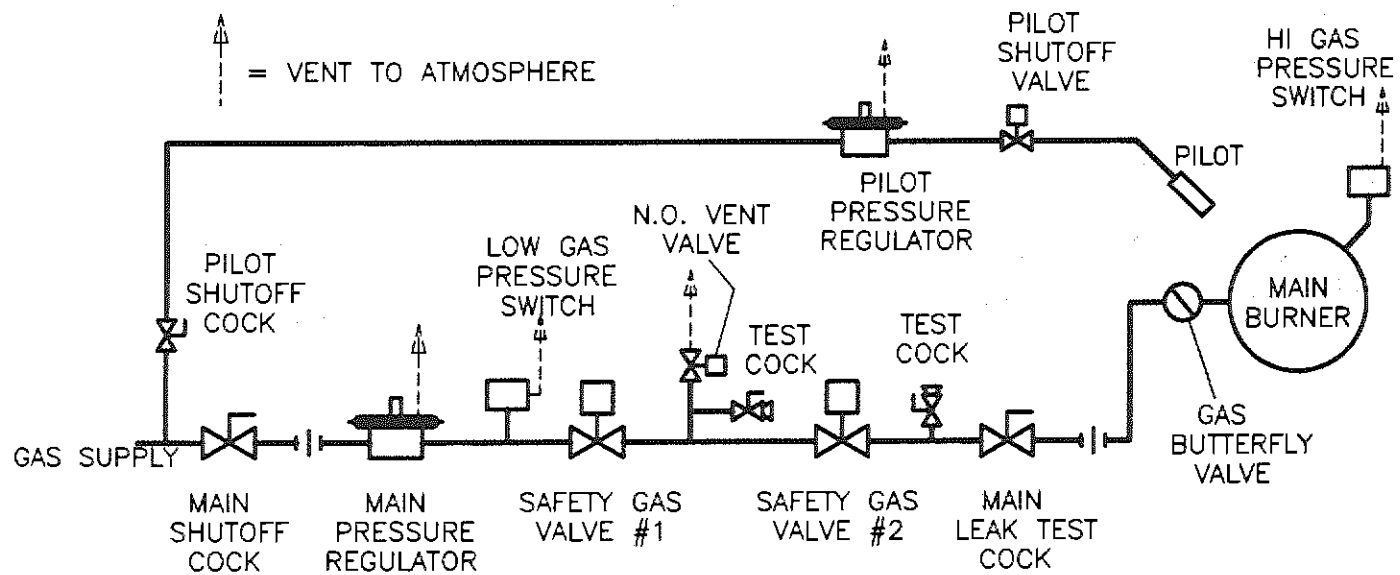 = VENT TO ATMOSPHERE
PILOT
SHUTOFF
VALVE
HI GAS
PRESSURE
SWITCH
PILOT
PILOT
PRESSURE
REGULATOR
N.O. VENT
VALVE
LOW GAS
PRESSURE
SWITCH
PILOT
SHUTOFF
COCK
TEST
COCK
TEST
COCK
MAIN
BURNER
GAS
BUTTERFLY
VALVE
GAS SUPPLY
MAIN
SHUTOFF
COCK
MAIN
PRESSURE
REGULATOR
SAFETY GAS
VALVE #1
SAFETY GAS
VALVE #2
MAIN
LEAK TEST
COCK